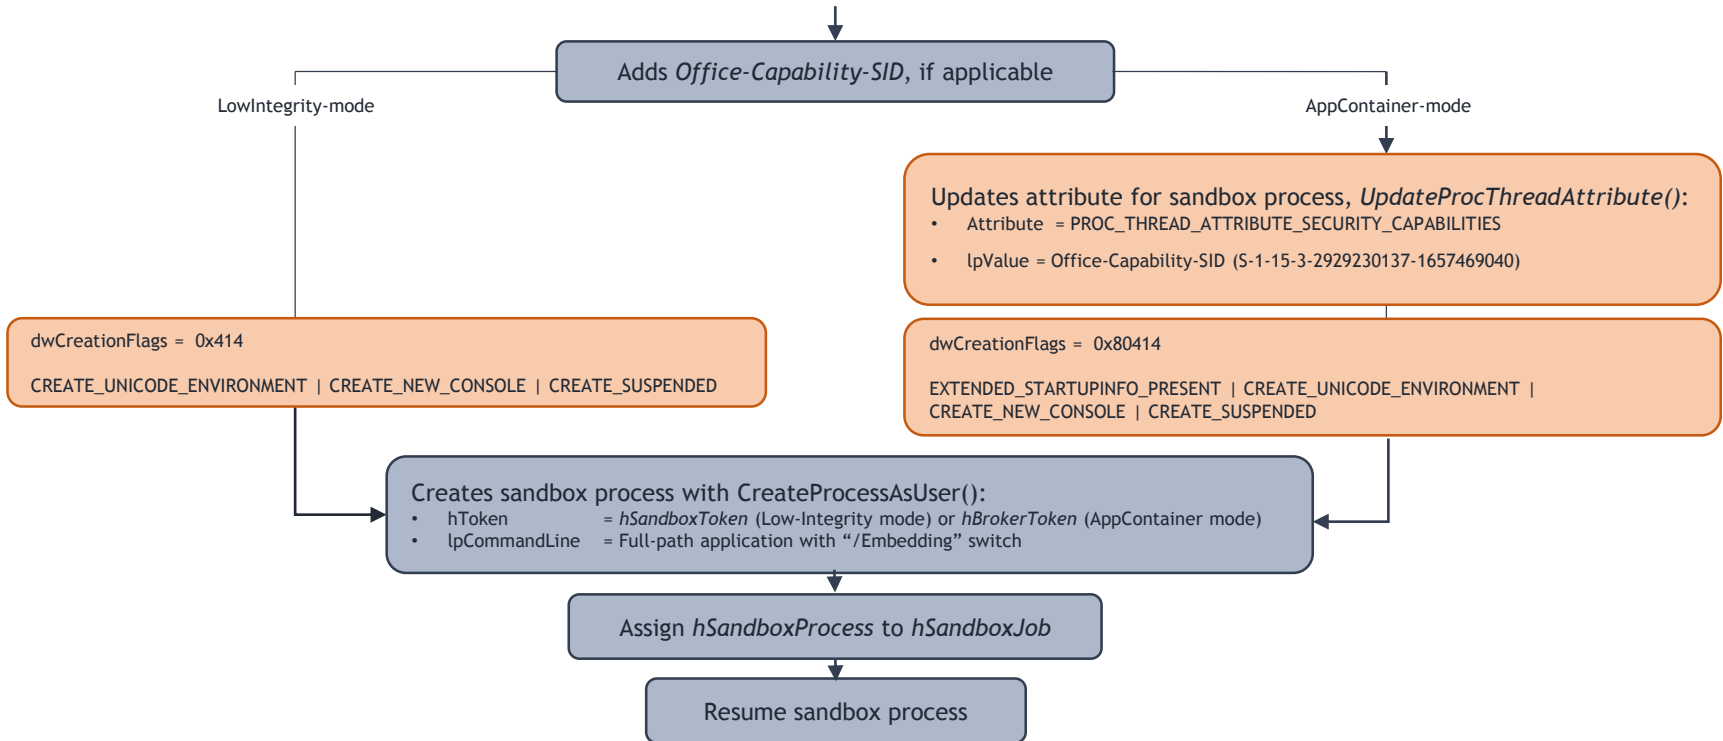 Adds Office-Capability-SID, if applicable
LowIntegrity-mode
AppContainer-mode
Updates attribute for sandbox process, UpdateProcThreadAttribute():
• Attribute = PROC_THREAD_ATTRIBUTE_SECURITY_CAPABILITIES
• lpValue = Office-Capability-SID (S-1-15-3-2929230137-1657469040)
dwCreationFlags = 0x414
CREATE_UNICODE_ENVIRONMENT | CREATE_NEW_CONSOLE | CREATE_SUSPENDED
dwCreationFlags = 0x80414
EXTENDED_STARTUPINFO_PRESENT | CREATE_UNICODE_ENVIRONMENT |
CREATE_NEW_CONSOLE | CREATE_SUSPENDED
Creates sandbox process with CreateProcessAsUser():
• hToken = hSandboxToken (Low-Integrity mode) or hBrokerToken (AppContainer mode)
• lpCommandLine = Full-path application with “/Embedding” switch
Assign hSandboxProcess to hSandboxJob
Resume sandbox process